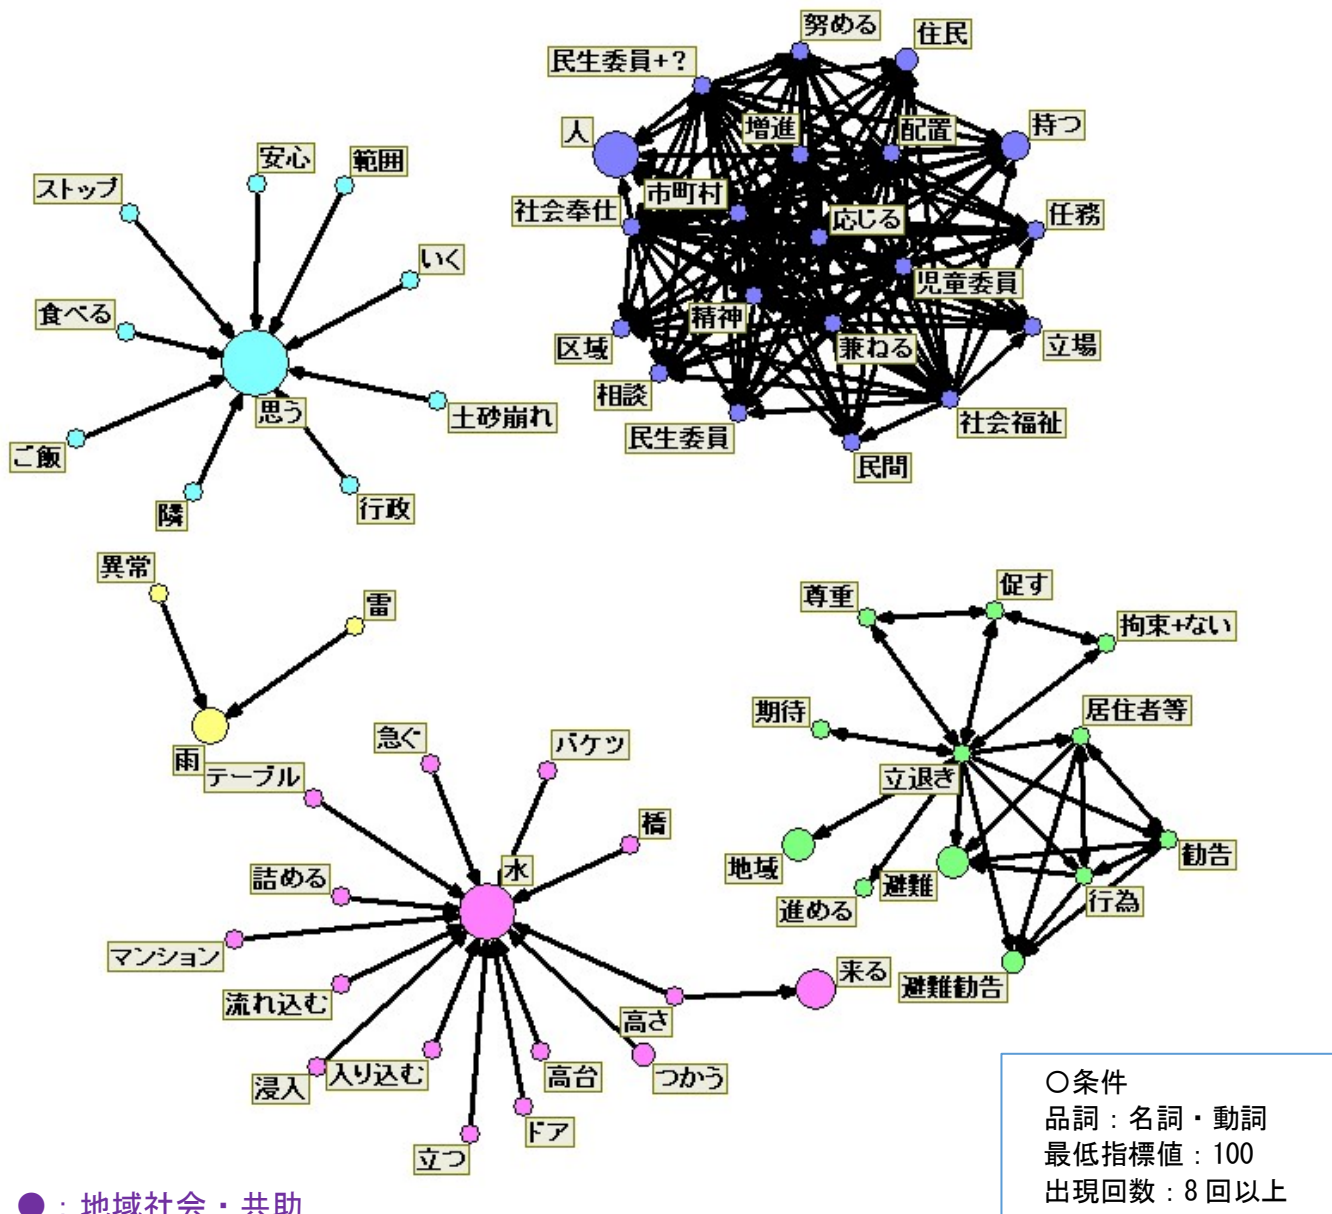 努める
住民
民生委員+?
人
増進
配置
持つ
安心
範囲
ストップ
市町村
社会奉仕
応じる
任務
いく
児童委員
食べる
精神
区域
兼ねる
立場
相談
思う
土砂崩れ
民生委員
社会福祉
ご飯
民間
隣
行政
異常
雷
尊重
促す
拘束+ない
期待
居住者等
雨
テーブル
急ぐ
バケツ
立退き
橋
水
詰める
地域
避難
勧告
進める
行為
マンション
流れ込む
来る
避難勧告
高さ
浸入
入り込む
高台
つかう
ドア
立つ
〇条件
品詞:名詞・動詞
最低指標値:100
出現回数:8回以上
●:地域社会・共助